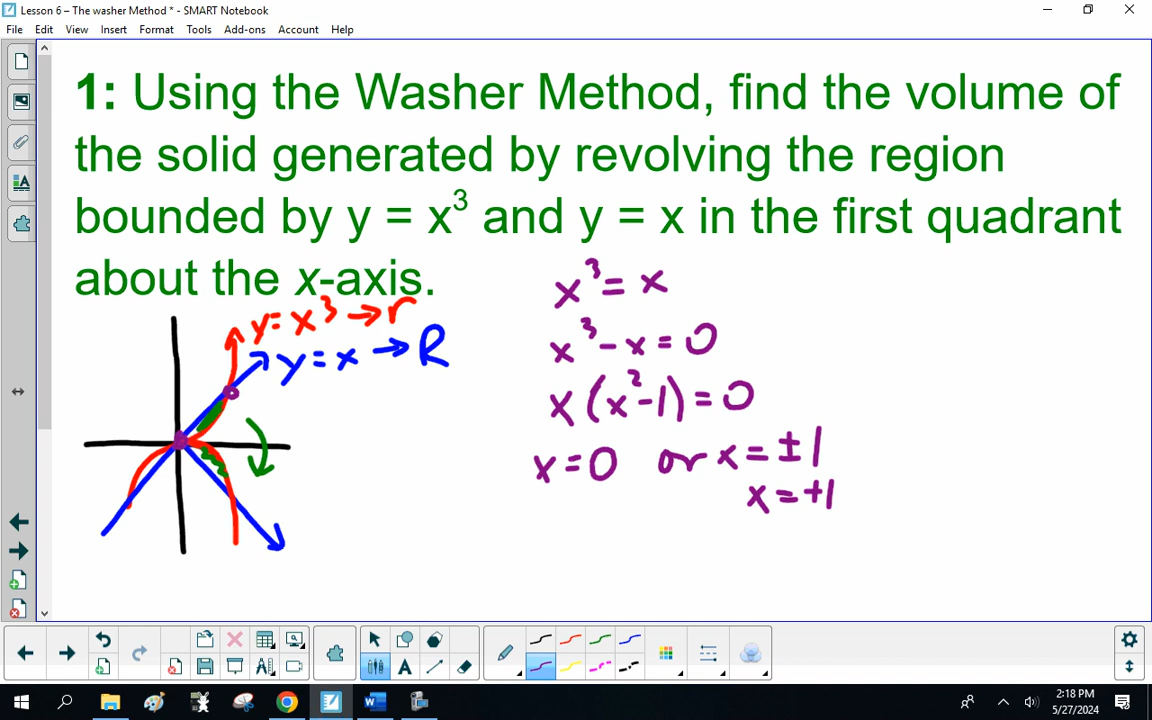 Lesson 6 – The washer Method * - SMART Notebook
File Edit View Insert Format Tools Add-ons Account Help
1: Using the Washer Method, find the volume of
the solid generated by revolving the region
bounded by y = x³ and y = x in the first quadrant
about the x-axis.
y=x³→r
y=x→R
x³=x
x³-x=0
x(x²-1)=0
x=0 or x=±1
x=+1
2:18 PM
5/27/2024